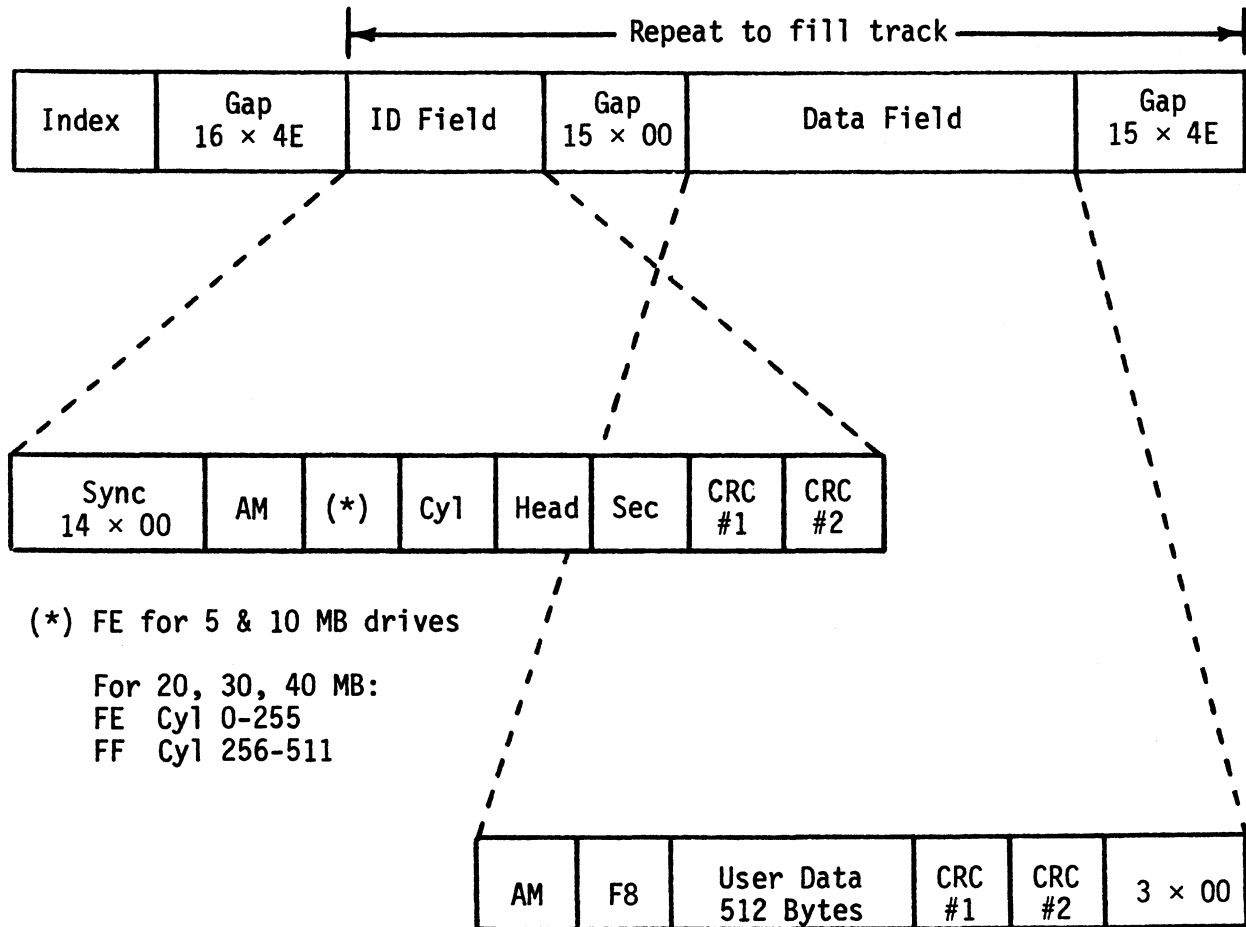 Repeat to fill track
Index
Gap
16 × 4E
ID Field
Gap
15 × 00
Data Field
Gap
15 × 4E
Sync
14 × 00
AM
(*)
Cyl
Head
Sec
CRC
#1
CRC
#2
(*) FE for 5 & 10 MB drives
For 20, 30, 40 MB:
FE Cyl 0-255
FF Cyl 256-511
AM
F8
User Data
512 Bytes
CRC
#1
CRC
#2
3 × 00